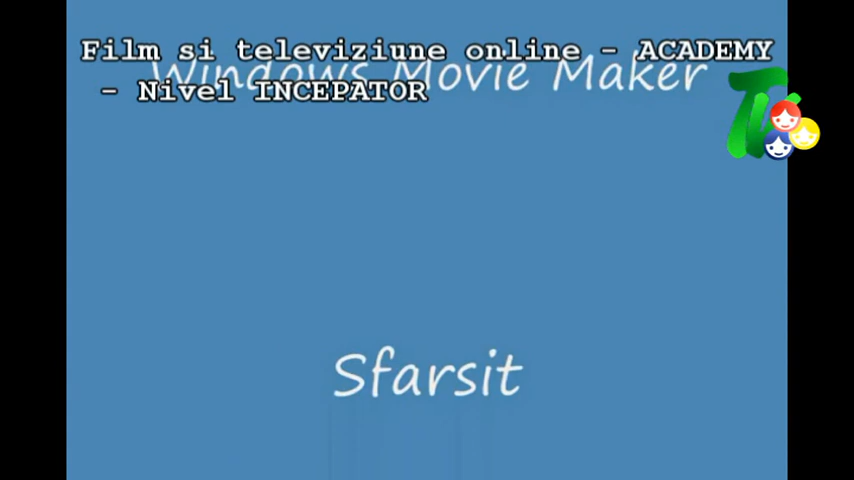 Film si televiziune online - ACADEMY
- Nivel INCEPATOR
Windows Movie Maker
Sfarsit